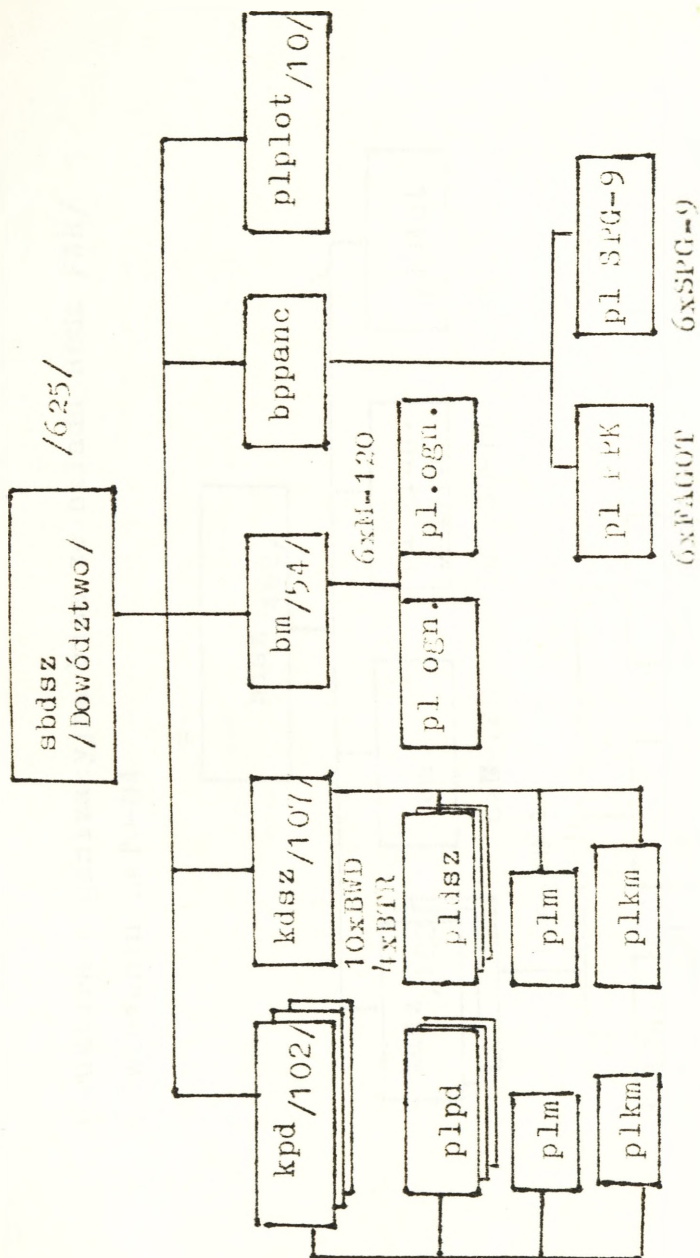 sbdsz
/Dowództwo/
/625/
kpd /102/
kdsz /107/
bm /54/
bppanc
plplot /10/
10xBWD
4xBTR
6xM-120
plpd
pldsz
pl ogn.
pl.ogn.
plm
plm
plkm
plkm
pl PPK
pl SPG-9
6xFAGOT
6xSPG-9